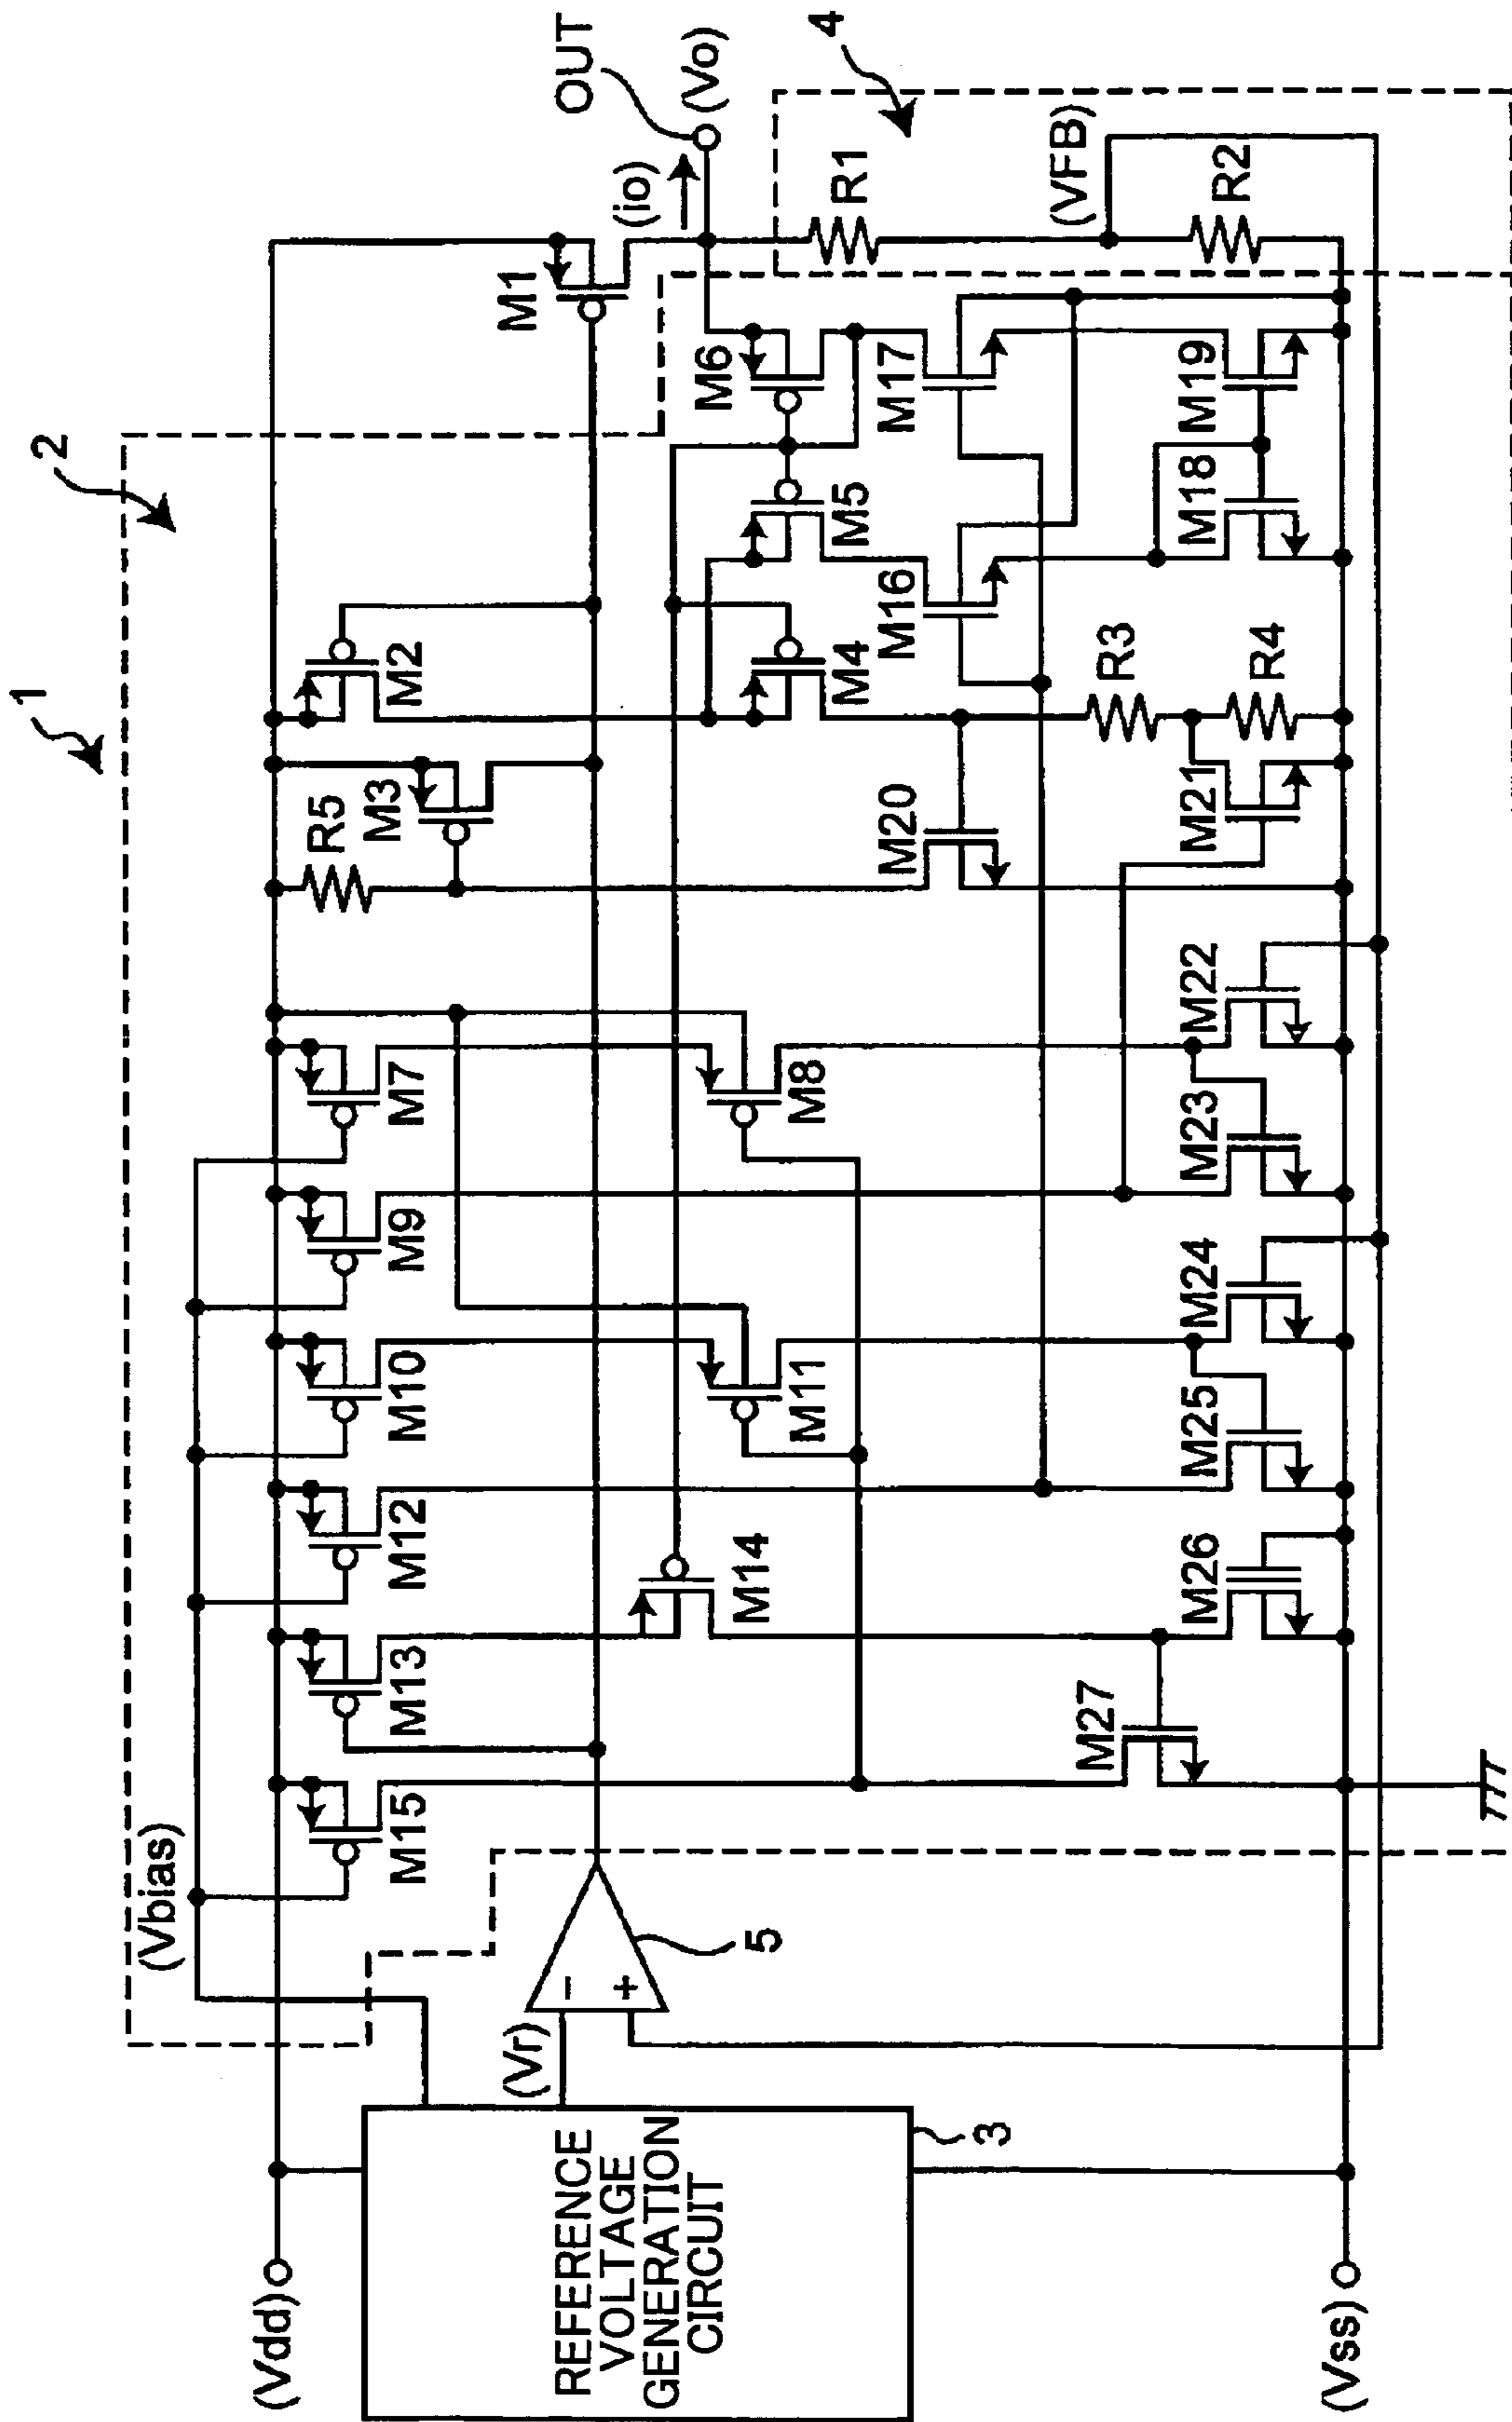 1
2
(Vbias)
(Vdd)
(Vss)
REFERENCE
VOLTAGE
GENERATION
CIRCUIT
3
(Vr)
−
+
5
M15
M13
M12
M10
M9
M7
R5
M3
M2
M1
(io)
OUT
(Vo)
4
M14
M11
M8
M4
M5
M6
R1
M27
M20
M16
M17
R3
(VFB)
M26
M25
M24
M23
M22
M21
R4
M18
M19
R2